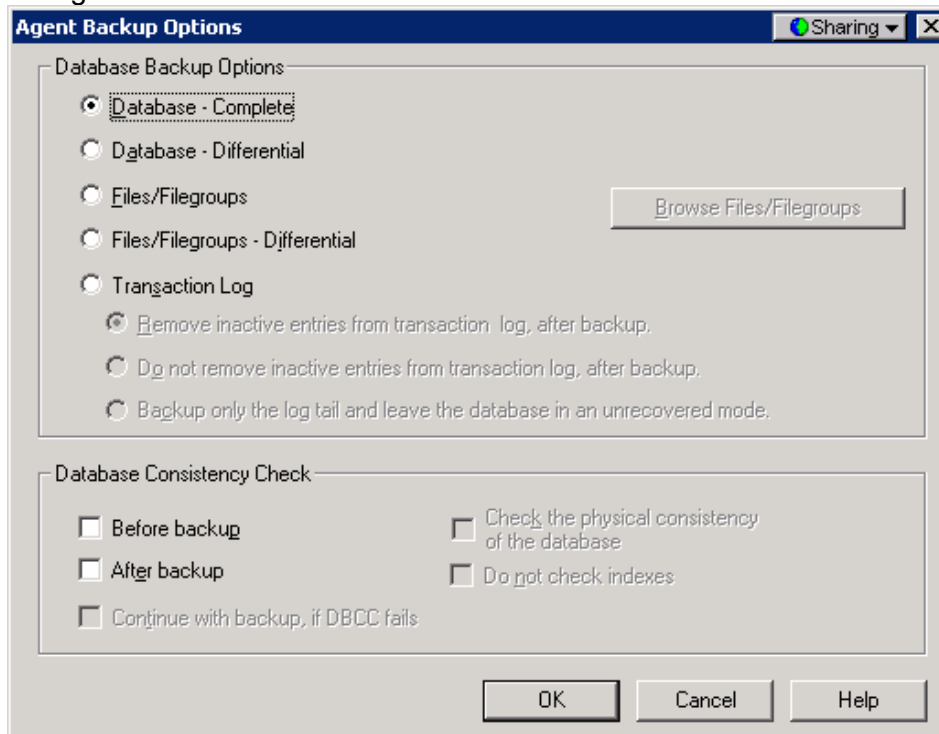 Agent Backup Options
Sharing
Database Backup Options
Database - Complete
Database - Differential
Files/Filegroups
Browse Files/Filegroups
Files/Filegroups - Differential
Transaction Log
Remove inactive entries from transaction log, after backup.
Do not remove inactive entries from transaction log, after backup.
Backup only the log tail and leave the database in an unrecovered mode.
Database Consistency Check
Before backup
Check the physical consistency
of the database
After backup
Do not check indexes
Continue with backup, if DBCC fails
OK Cancel Help